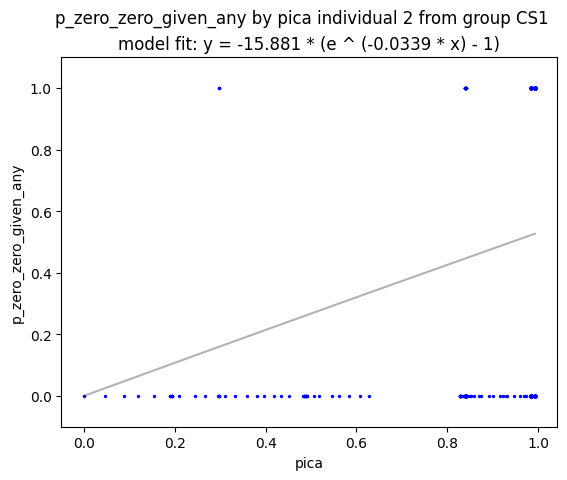 p_zero_zero_given_any by pica individual 2 from group CS1
model fit: y = -15.881 * (e ^ (-0.0339 * x) - 1)
1.0
0.8
0.6
0.4
0.2
0.0
p_zero_zero_given_any
0.0 0.2 0.4 0.6 0.8 1.0
pica